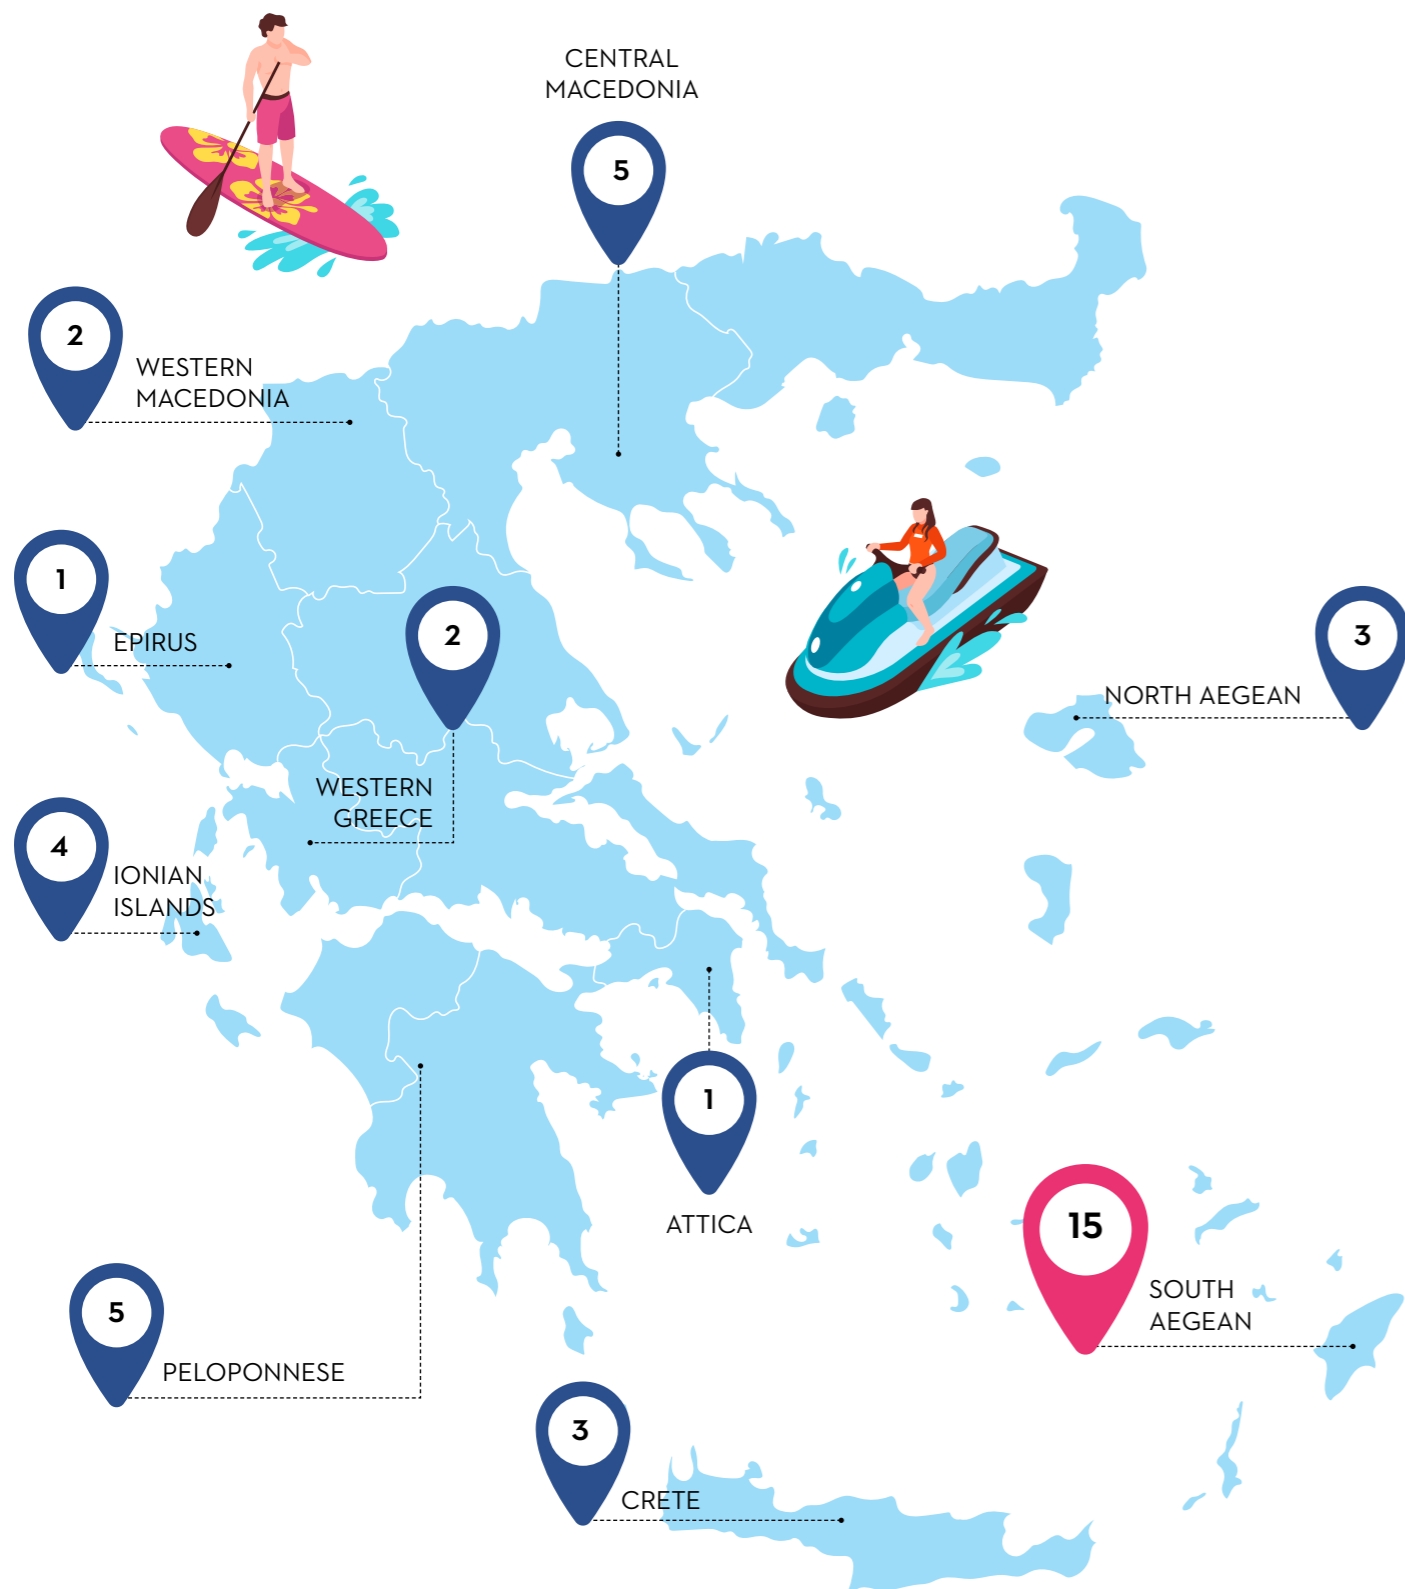 CENTRAL
MACEDONIA
5
2
WESTERN
MACEDONIA
1
EPIRUS
2
WESTERN
GREECE
3
NORTH AEGEAN
4
IONIAN
ISLANDS
1
ATTICA
15
SOUTH
AEGEAN
5
PELOPONNESE
3
CRETE